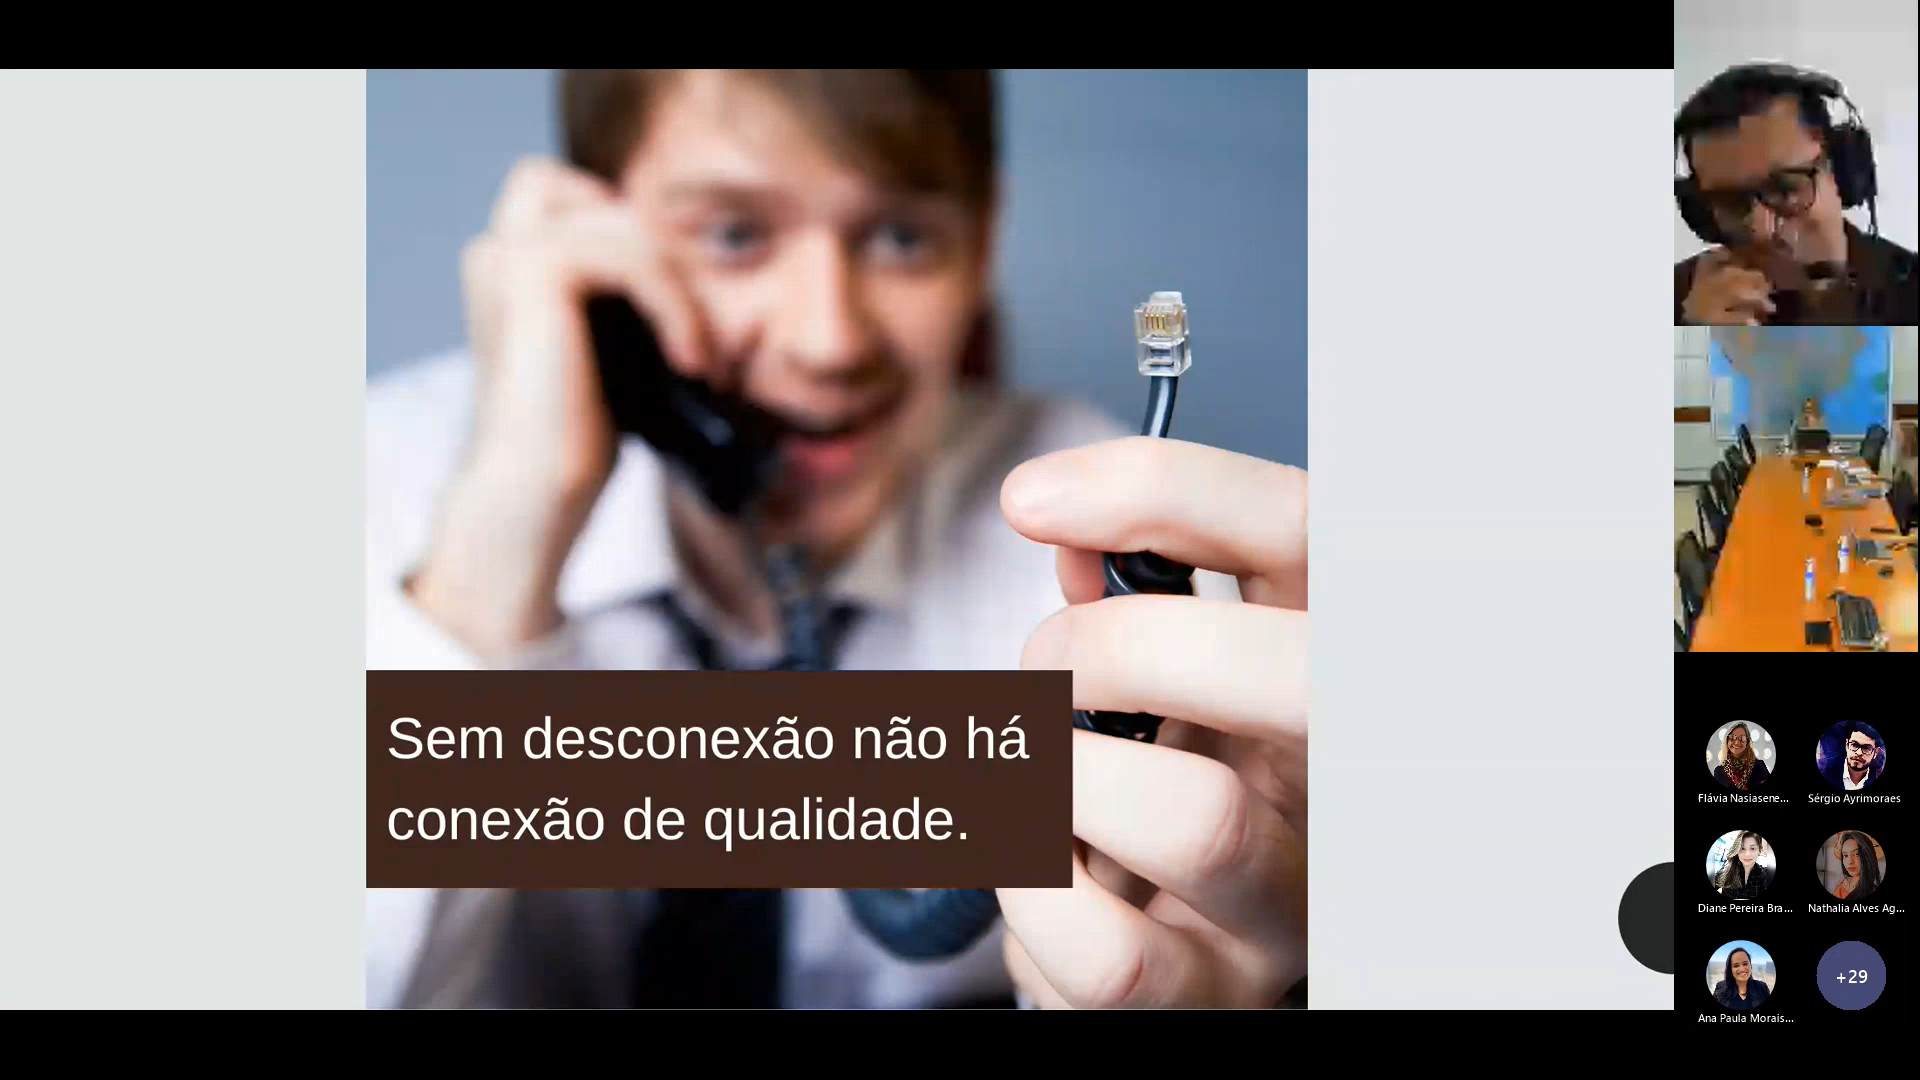 Sem desconexão não há
conexão de qualidade.
Flávia Nasiasene...
Sérgio Ayrimoraes
Diane Pereira Bra...
Nathalia Alves Ag...
+29
Ana Paula Morais...